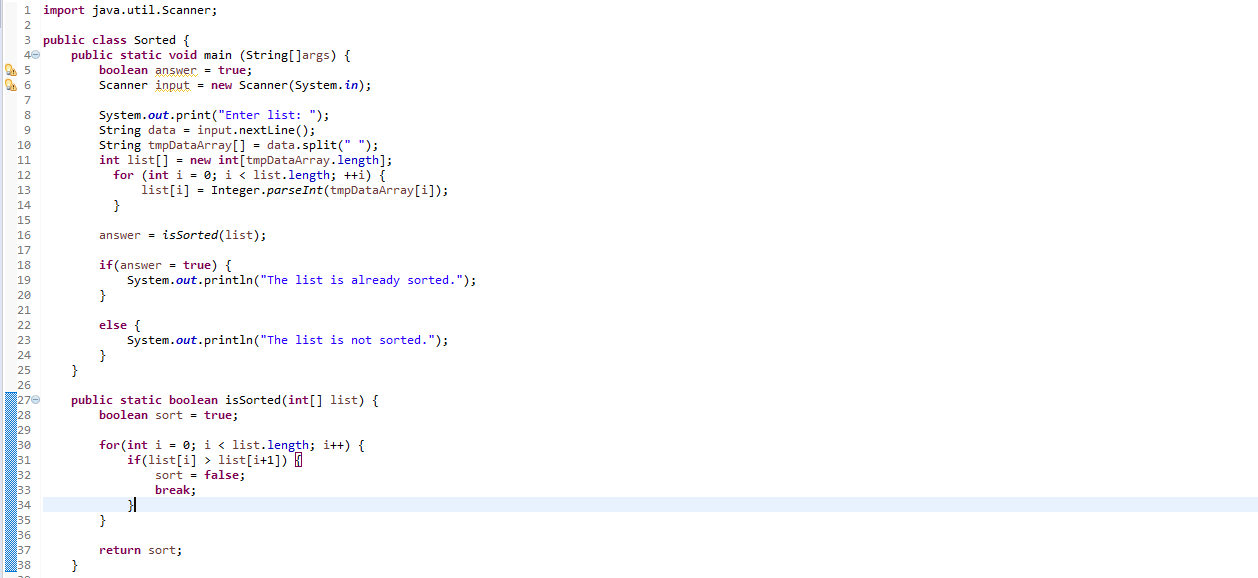 1 import java.util.Scanner;
2
3 public class Sorted {
4 public static void main (String[]args) {
5 boolean answer = true;
6 Scanner input = new Scanner(System.in);
7
8 System.out.print("Enter list: ");
9 String data = input.nextLine();
10 String tmpDataArray[] = data.split(" ");
11 int list[] = new int[tmpDataArray.length];
12 for (int i = 0; i < list.length; ++i) {
13 list[i] = Integer.parseInt(tmpDataArray[i]);
14 }
15
16 answer = isSorted(list);
17
18 if(answer = true) {
19 System.out.println("The list is already sorted.");
20 }
21
22 else {
23 System.out.println("The list is not sorted.");
24 }
25 }
26
27 public static boolean isSorted(int[] list) {
28 boolean sort = true;
29
30 for(int i = 0; i < list.length; i++) {
31 if(list[i] > list[i+1]) {
32 sort = false;
33 break;
34 }
35 }
36
37 return sort;
38 }